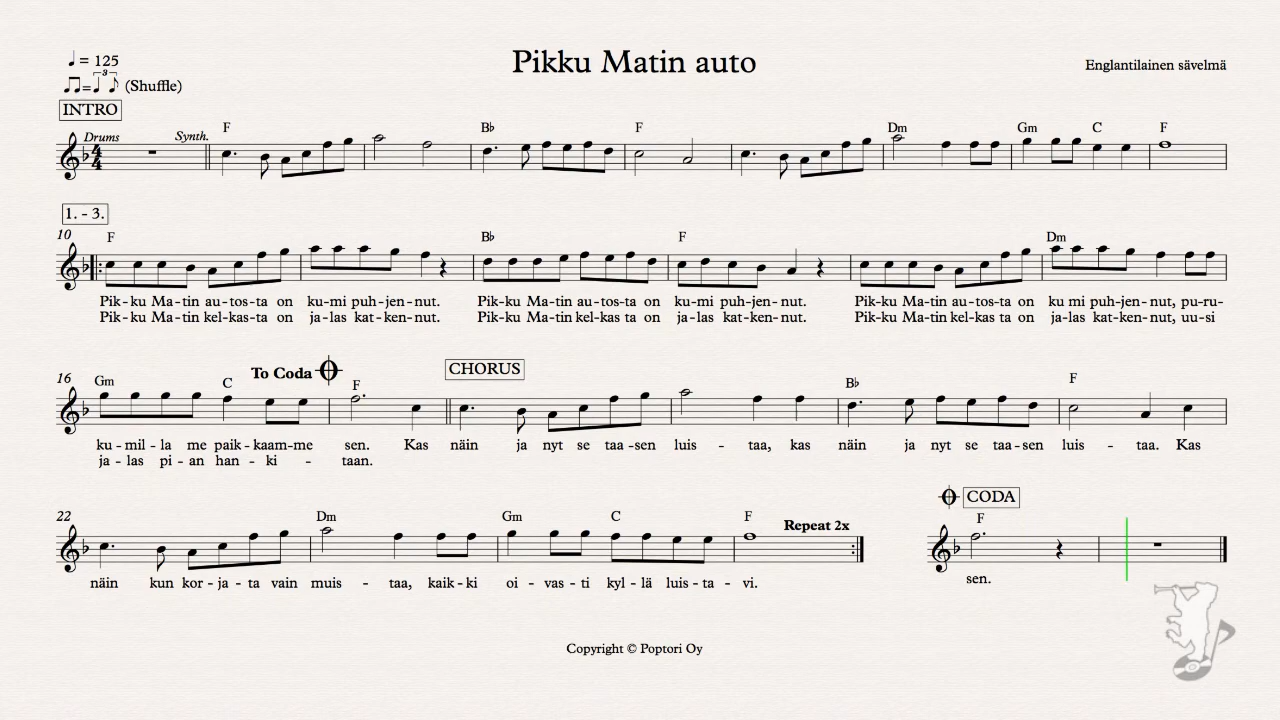 Pikku Matin auto
♩ = 125
Englantilainen sävelmä
♫=♩ ♪ 3 (Shuffle)
INTRO
Drums Synth. F B♭ F Dm Gm C F
4/4
1. - 3.
10 F B♭ F Dm
Pik-ku Ma-tin au-tos-ta on ku-mi puh-jen-nut. Pik-ku Ma-tin au-tos-ta on ku-mi puh-jen-nut. Pik-ku Ma-tin au-tos-ta on ku mi puh-jen-nut, pu-ru-
Pik-ku Ma-tin kel-kas-ta on ja-las kat-ken-nut. Pik-ku Ma-tin kel-kas ta on ja-las kat-ken-nut. Pik-ku Ma-tin kel-kas ta on ja-las kat-ken-nut, uu-si
16 Gm C To Coda F CHORUS B♭ F
ku-mil-la me paik-kaam-me sen. Kas näin ja nyt se taa-sen luis - taa, kas näin ja nyt se taa-sen luis - taa. Kas
ja-las pi-an han-ki - taan.
22 Dm Gm C F Repeat 2x
näin kun kor-ja-ta vain muis - taa, kaik-ki oi-vas-ti kyl-lä luis-ta - vi.
CODA
F
sen.
Copyright © Poptori Oy